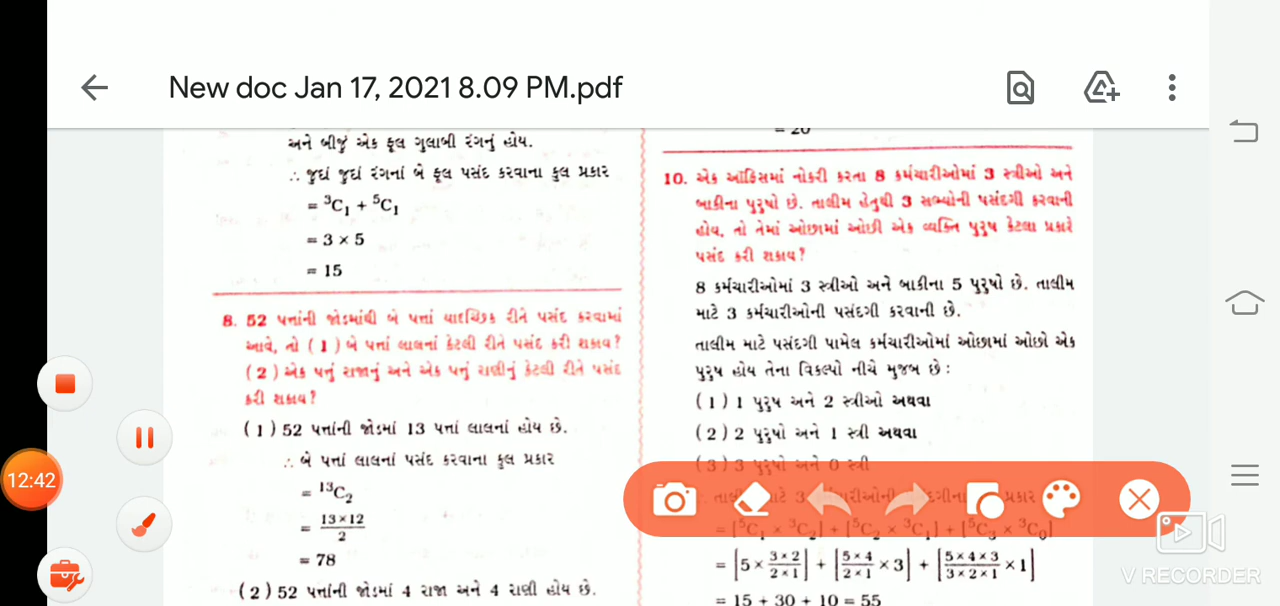 New doc Jan 17, 2021 8.09 PM.pdf
અને બીજું એક ફૂલ ગુલાબી રંગનું હોય.
∴ જુદાં જુદાં રંગનાં બે ફૂલ પસંદ કરવાના કુલ પ્રકાર
= ³C₁ + ⁵C₁
= 3 × 5
= 15
8. 52 પત્તાંની જોડમાંથી બે પત્તાં યાદચ્છિક રીતે પસંદ કરવામાં
આવે, તો (1) બે પત્તાં લાલનાં કેટલી રીતે પસંદ કરી શકાય?
(2) એક પત્તું રાજાનું અને એક પત્તું રાણીનું કેટલી રીતે પસંદ
કરી શકાય?
(1) 52 પત્તાંની જોડમાં 13 પત્તાં લાલનાં હોય છે.
∴ બે પત્તાં લાલનાં પસંદ કરવાના કુલ પ્રકાર
= ¹³C₂
= 13×12 / 2
= 78
(2) 52 પત્તાંની જોડમાં 4 રાજા અને 4 રાણી હોય છે.
= 20
10. એક ઑફિસમાં નોકરી કરતા 8 કર્મચારીઓમાં 3 સ્ત્રીઓ અને
બાકીના પુરુષો છે. તાલીમ હેતુથી 3 સભ્યોની પસંદગી કરવાની
હોય, તો તેમાં ઓછામાં ઓછી એક વ્યક્તિ પુરુષ કેટલા પ્રકારે
પસંદ કરી શકાય?
8 કર્મચારીઓમાં 3 સ્ત્રીઓ અને બાકીના 5 પુરુષો છે. તાલીમ
માટે 3 કર્મચારીઓની પસંદગી કરવાની છે.
તાલીમ માટે પસંદગી પામેલ કર્મચારીઓમાં ઓછામાં ઓછો એક
પુરુષ હોય તેના વિકલ્પો નીચે મુજબ છે :
(1) 1 પુરુષ અને 2 સ્ત્રીઓ અથવા
(2) 2 પુરુષો અને 1 સ્ત્રી અથવા
(3) 3 પુરુષો અને 0 સ્ત્રી
માટે 3 પ્રકાર
= [⁵C₁ × ³C₂] + [⁵C₂ × ³C₁] + [⁵C₃ × ³C₀]
= [5 × 3×2 / 2×1] + [5×4 / 2×1 × 3] + [5×4×3 / 3×2×1 × 1]
= 15 + 30 + 10 = 55
12:42
V RECORDER